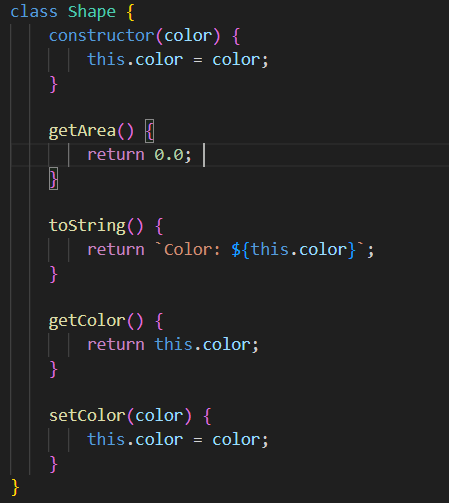 class Shape {
    constructor(color) {
        this.color = color;
    }

    getArea() {
        return 0.0;
    }

    toString() {
        return `Color: ${this.color}`;
    }

    getColor() {
        return this.color;
    }

    setColor(color) {
        this.color = color;
    }
}